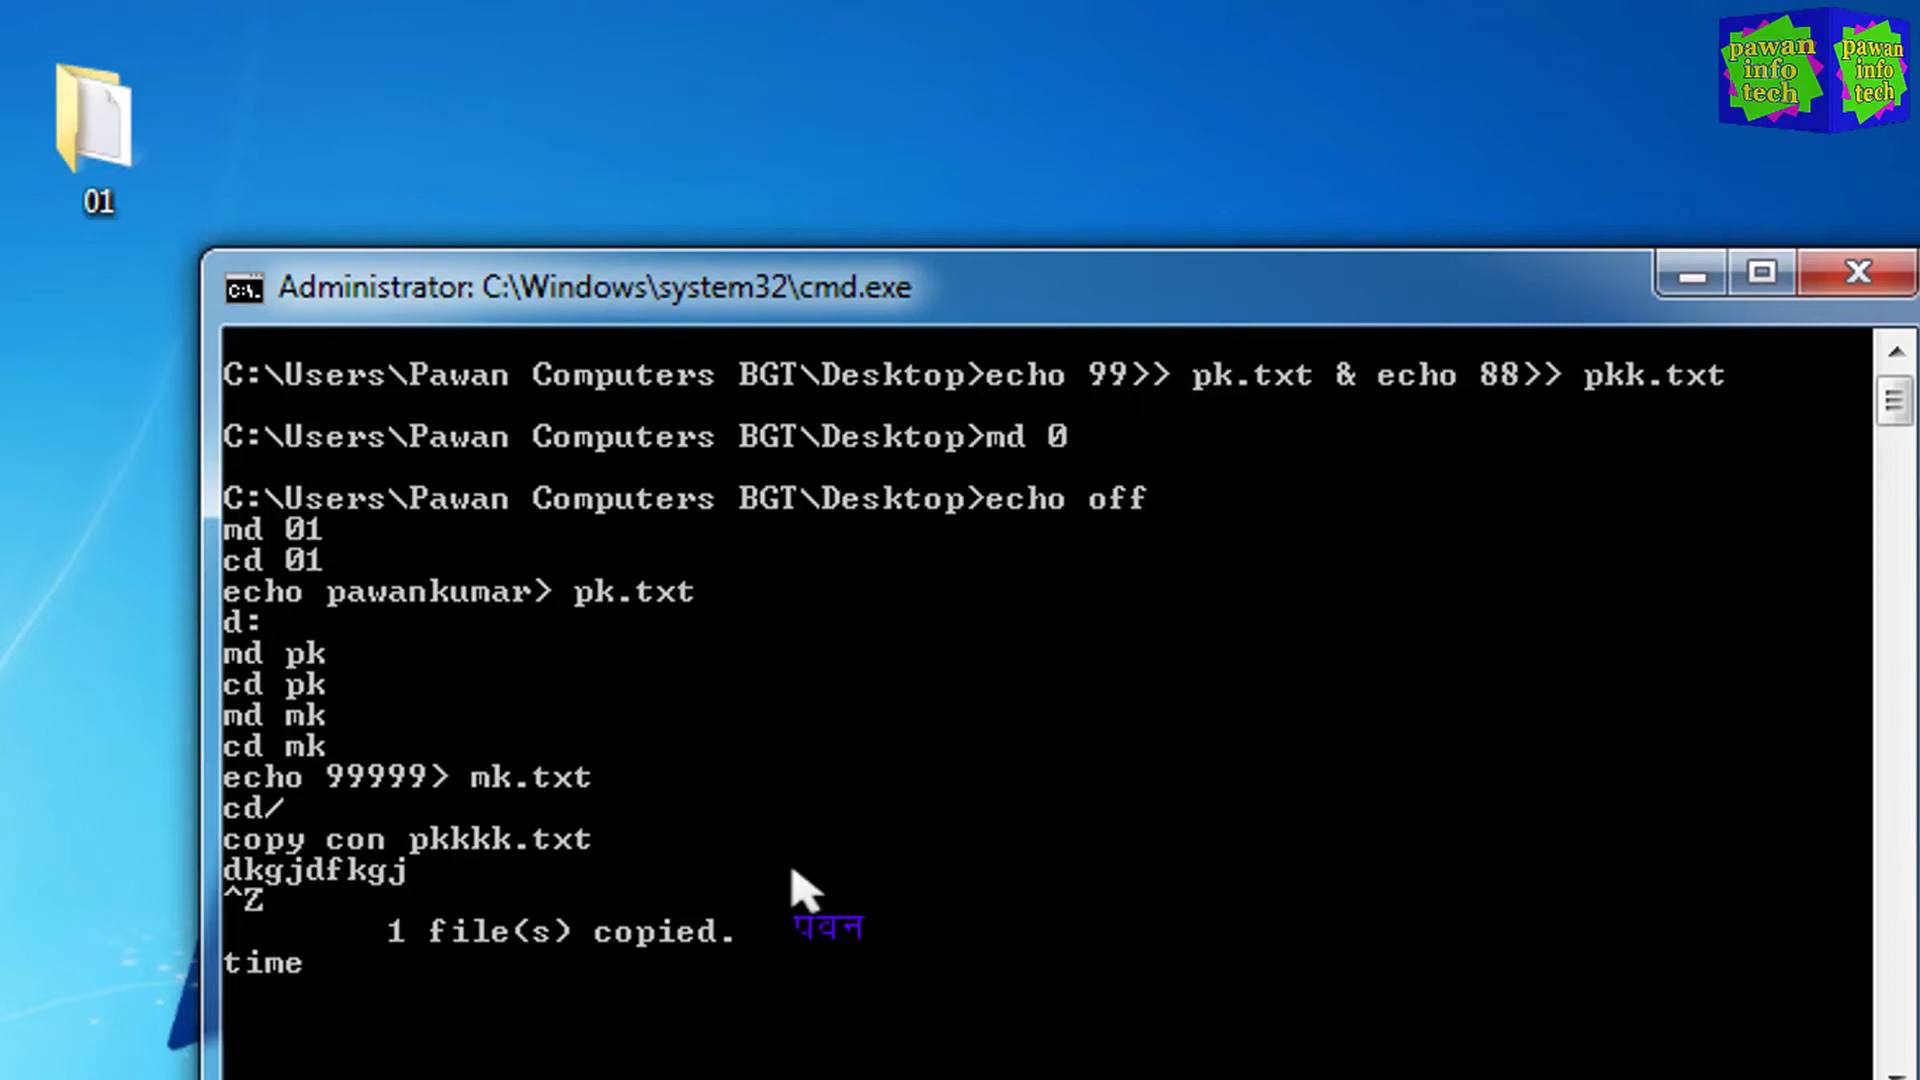 pawan
info
tech
pawan
info
tech
01
Administrator: C:\Windows\system32\cmd.exe
C:\Users\Pawan Computers BGT\Desktop>echo 99>> pk.txt & echo 88>> pkk.txt
C:\Users\Pawan Computers BGT\Desktop>md 0
C:\Users\Pawan Computers BGT\Desktop>echo off
md 01
cd 01
echo pawankumar> pk.txt
d:
md pk
cd pk
md mk
cd mk
echo 99999> mk.txt
cd/
copy con pkkkk.txt
dkgjdfkgj
^Z
1 file(s) copied.
पवन
time